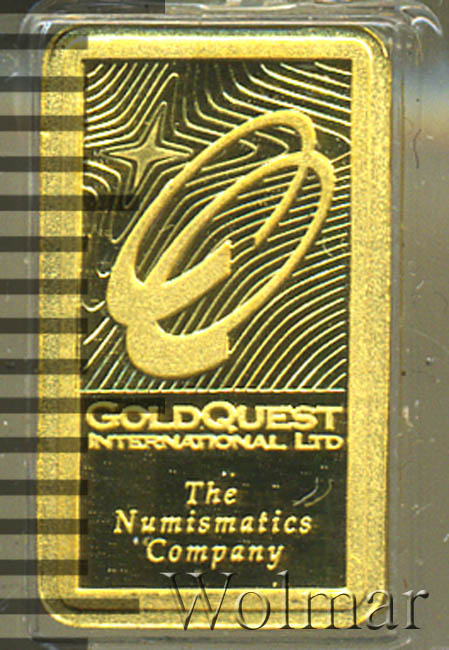 GOLDQUEST
INTERNATIONAL LTD
The
Numismatics
Company
Wolmar